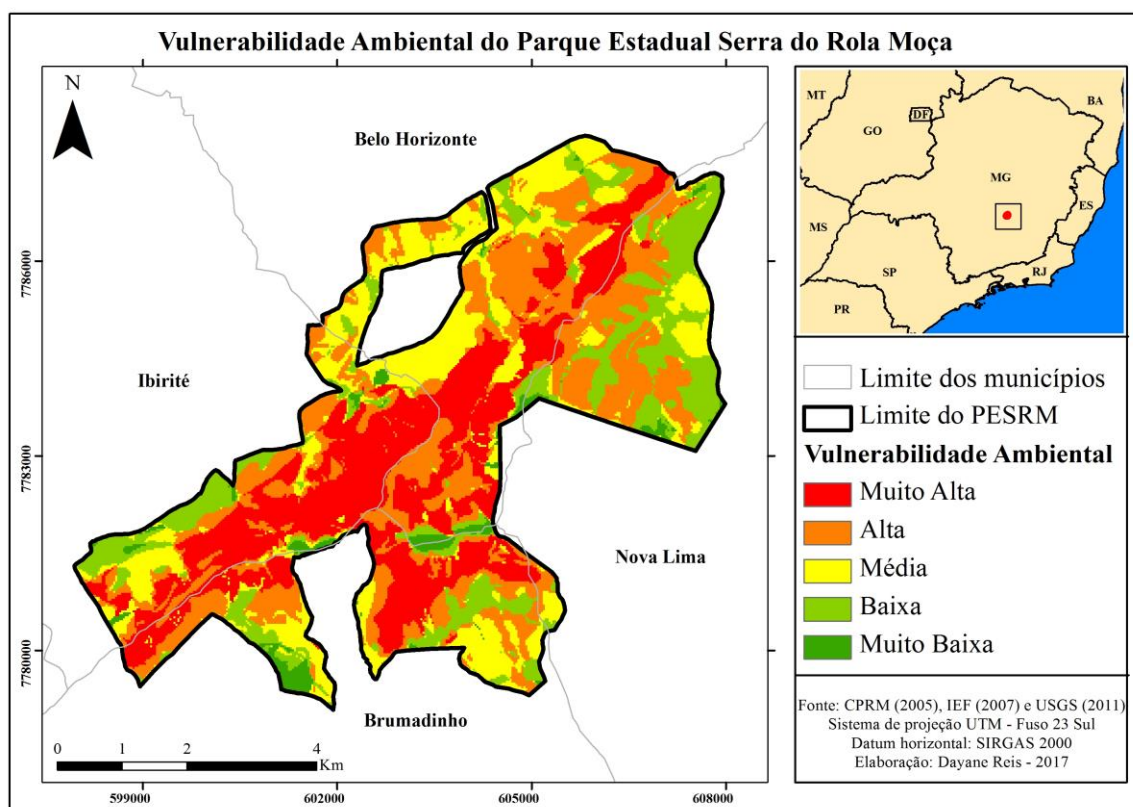 Vulnerabilidade Ambiental do Parque Estadual Serra do Rola Moça
N
Belo Horizonte
Ibirité
Nova Lima
Brumadinho
7786000
7783000
7780000
0 1 2 4
Km
599000 602000 605000 608000
MT
GO
DF
BA
MG
ES
MS
SP
RJ
PR
Limite dos municípios
Limite do PESRM
Vulnerabilidade Ambiental
Muito Alta
Alta
Média
Baixa
Muito Baixa
Fonte: CPRM (2005), IEF (2007) e USGS (2011)
Sistema de projeção UTM - Fuso 23 Sul
Datum horizontal: SIRGAS 2000
Elaboração: Dayane Reis - 2017